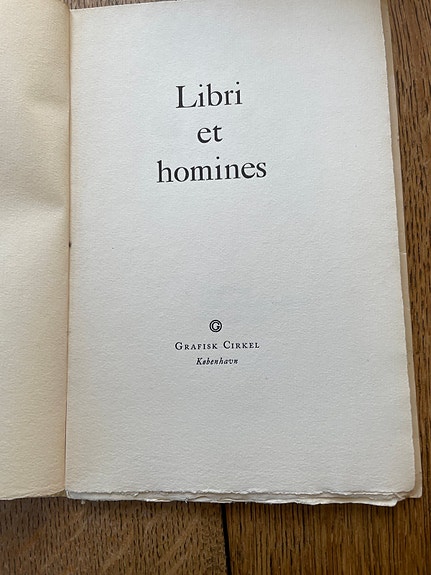 Libri
et
homines
G
GRAFISK CIRKEL
København